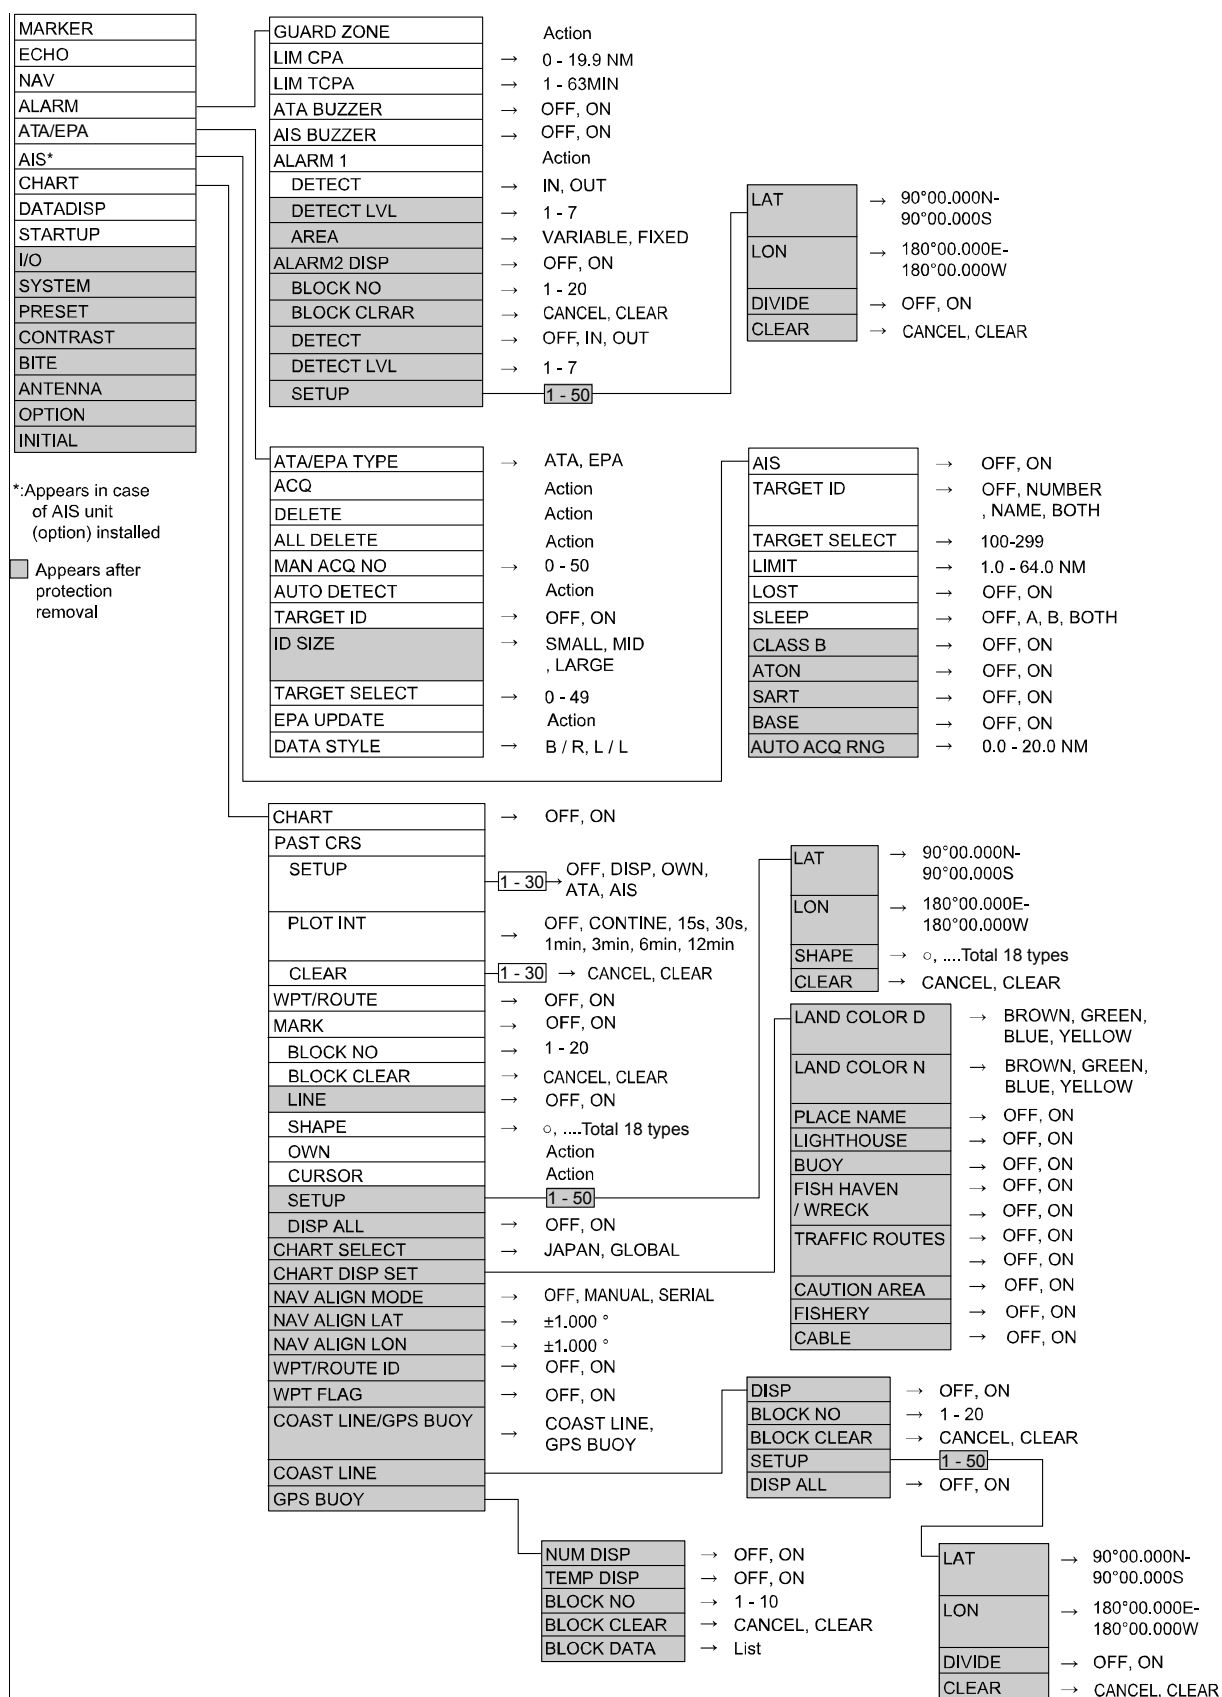 MARKER
ECHO
NAV
ALARM
ATA/EPA
AIS*
CHART
DATADISP
STARTUP
I/O
SYSTEM
PRESET
CONTRAST
BITE
ANTENNA
OPTION
INITIAL
*:Appears in case
of AIS unit
(option) installed
Appears after
protection
removal
GUARD ZONE Action
LIM CPA → 0 - 19.9 NM
LIM TCPA → 1 - 63MIN
ATA BUZZER → OFF, ON
AIS BUZZER → OFF, ON
ALARM 1 Action
DETECT → IN, OUT
DETECT LVL → 1 - 7
AREA → VARIABLE, FIXED
ALARM2 DISP → OFF, ON
BLOCK NO → 1 - 20
BLOCK CLRAR → CANCEL, CLEAR
DETECT → OFF, IN, OUT
DETECT LVL → 1 - 7
SETUP 1 - 50
LAT → 90°00.000N-
90°00.000S
LON → 180°00.000E-
180°00.000W
DIVIDE → OFF, ON
CLEAR → CANCEL, CLEAR
ATA/EPA TYPE → ATA, EPA
ACQ Action
DELETE Action
ALL DELETE Action
MAN ACQ NO → 0 - 50
AUTO DETECT Action
TARGET ID → OFF, ON
ID SIZE → SMALL, MID
, LARGE
TARGET SELECT → 0 - 49
EPA UPDATE Action
DATA STYLE → B / R, L / L
AIS → OFF, ON
TARGET ID → OFF, NUMBER
, NAME, BOTH
TARGET SELECT → 100-299
LIMIT → 1.0 - 64.0 NM
LOST → OFF, ON
SLEEP → OFF, A, B, BOTH
CLASS B → OFF, ON
ATON → OFF, ON
SART → OFF, ON
BASE → OFF, ON
AUTO ACQ RNG → 0.0 - 20.0 NM
CHART → OFF, ON
PAST CRS
SETUP 1 - 30 → OFF, DISP, OWN,
ATA, AIS
PLOT INT → OFF, CONTINE, 15s, 30s,
1min, 3min, 6min, 12min
CLEAR 1 - 30 → CANCEL, CLEAR
WPT/ROUTE → OFF, ON
MARK → OFF, ON
BLOCK NO → 1 - 20
BLOCK CLEAR → CANCEL, CLEAR
LINE → OFF, ON
SHAPE → ○, ....Total 18 types
OWN Action
CURSOR Action
SETUP 1 - 50
DISP ALL → OFF, ON
CHART SELECT → JAPAN, GLOBAL
CHART DISP SET
NAV ALIGN MODE → OFF, MANUAL, SERIAL
NAV ALIGN LAT → ±1.000 °
NAV ALIGN LON → ±1.000 °
WPT/ROUTE ID → OFF, ON
WPT FLAG → OFF, ON
COAST LINE/GPS BUOY → COAST LINE,
GPS BUOY
COAST LINE
GPS BUOY
LAT → 90°00.000N-
90°00.000S
LON → 180°00.000E-
180°00.000W
SHAPE → ○, ....Total 18 types
CLEAR → CANCEL, CLEAR
LAND COLOR D → BROWN, GREEN,
BLUE, YELLOW
LAND COLOR N → BROWN, GREEN,
BLUE, YELLOW
PLACE NAME → OFF, ON
LIGHTHOUSE → OFF, ON
BUOY → OFF, ON
FISH HAVEN → OFF, ON
/ WRECK → OFF, ON
TRAFFIC ROUTES → OFF, ON
→ OFF, ON
CAUTION AREA → OFF, ON
FISHERY → OFF, ON
CABLE → OFF, ON
DISP → OFF, ON
BLOCK NO → 1 - 20
BLOCK CLEAR → CANCEL, CLEAR
SETUP 1 - 50
DISP ALL → OFF, ON
NUM DISP → OFF, ON
TEMP DISP → OFF, ON
BLOCK NO → 1 - 10
BLOCK CLEAR → CANCEL, CLEAR
BLOCK DATA → List
LAT → 90°00.000N-
90°00.000S
LON → 180°00.000E-
180°00.000W
DIVIDE → OFF, ON
CLEAR → CANCEL, CLEAR